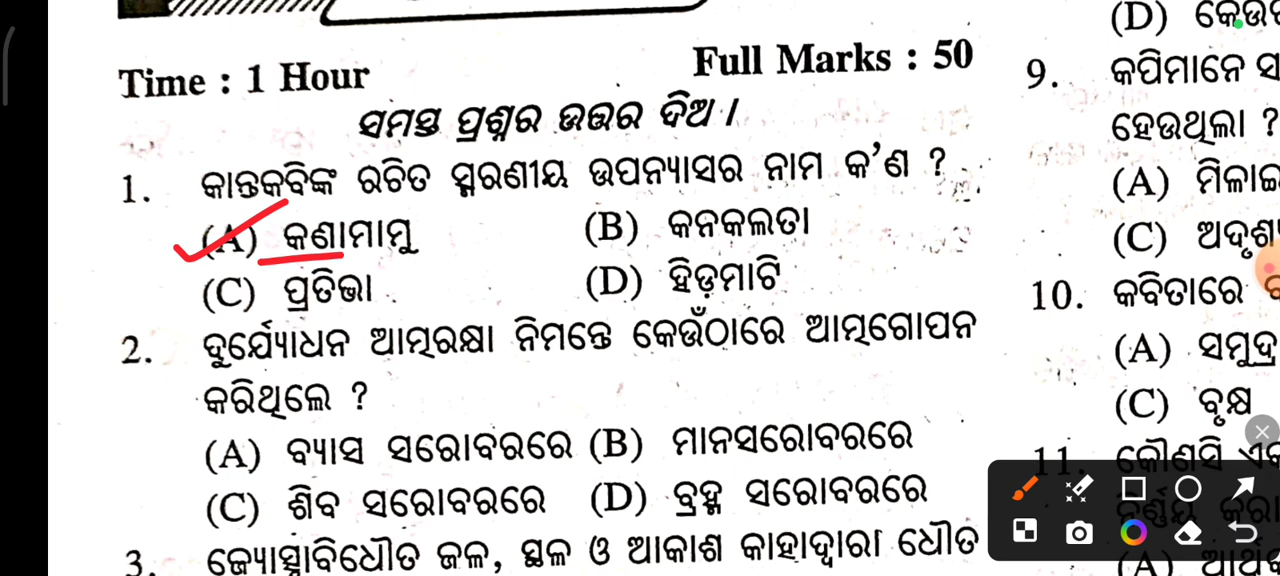 Time : 1 Hour
Full Marks : 50
ସମସ୍ତ ପ୍ରଶ୍ନର ଉତ୍ତର ଦିଅ ।
1. କାନ୍ତକବିଙ୍କ ରଚିତ ସ୍ମରଣୀୟ ଉପନ୍ୟାସର ନାମ କ'ଣ ?
(A) କଣାମାମୁ (B) କନକଲତା
(C) ପ୍ରତିଭା (D) ହିଡ଼ମାଟି
2. ଦୁର୍ଯ୍ୟୋଧନ ଆତ୍ମରକ୍ଷା ନିମନ୍ତେ କେଉଁଠାରେ ଆତ୍ମଗୋପନ
କରିଥିଲେ ?
(A) ବ୍ୟାସ ସରୋବରରେ (B) ମାନସରୋବରରେ
(C) ଶିବ ସରୋବରରେ (D) ବ୍ରହ୍ମ ସରୋବରରେ
3. ଜ୍ୟୋତ୍ସ୍ନାବିଧୌତ ଜଳ, ସ୍ଥଳ ଓ ଆକାଶ କାହାଦ୍ୱାରା ଧୌତ
(D)
9. କପିମାନେ
ହେଉଥିଲା ?
(A)
(C)
10. କବିତାରେ
(A) ସମୁଦ୍ର
(C) ବୃକ୍ଷ
11. କୌଣସି
(A)